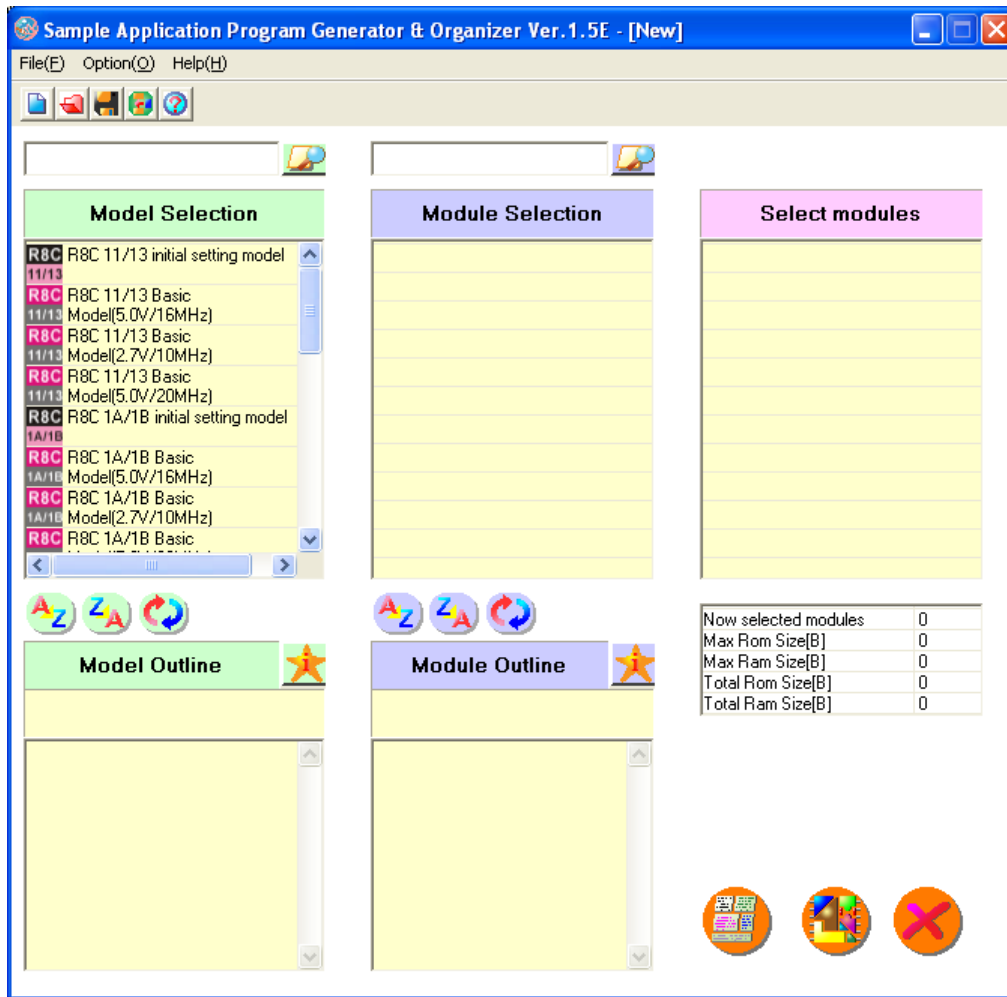 Sample Application Program Generator & Organizer Ver.1.5E - [New]
File(F) Option(O) Help(H)
Model Selection
R8C 11/13 R8C 11/13 initial setting model
R8C 11/13 R8C 11/13 Basic
Model(5.0V/16MHz)
R8C 11/13 R8C 11/13 Basic
Model(2.7V/10MHz)
R8C 11/13 R8C 11/13 Basic
Model(5.0V/20MHz)
R8C 1A/1B R8C 1A/1B initial setting model
R8C 1A/1B R8C 1A/1B Basic
Model(5.0V/16MHz)
R8C 1A/1B R8C 1A/1B Basic
Model(2.7V/10MHz)
R8C R8C 1A/1B Basic
Module Selection
Select modules
A Z
Z A
A Z
Z A
Model Outline i
Module Outline i
Now selected modules 0
Max Rom Size[B] 0
Max Ram Size[B] 0
Total Rom Size[B] 0
Total Ram Size[B] 0